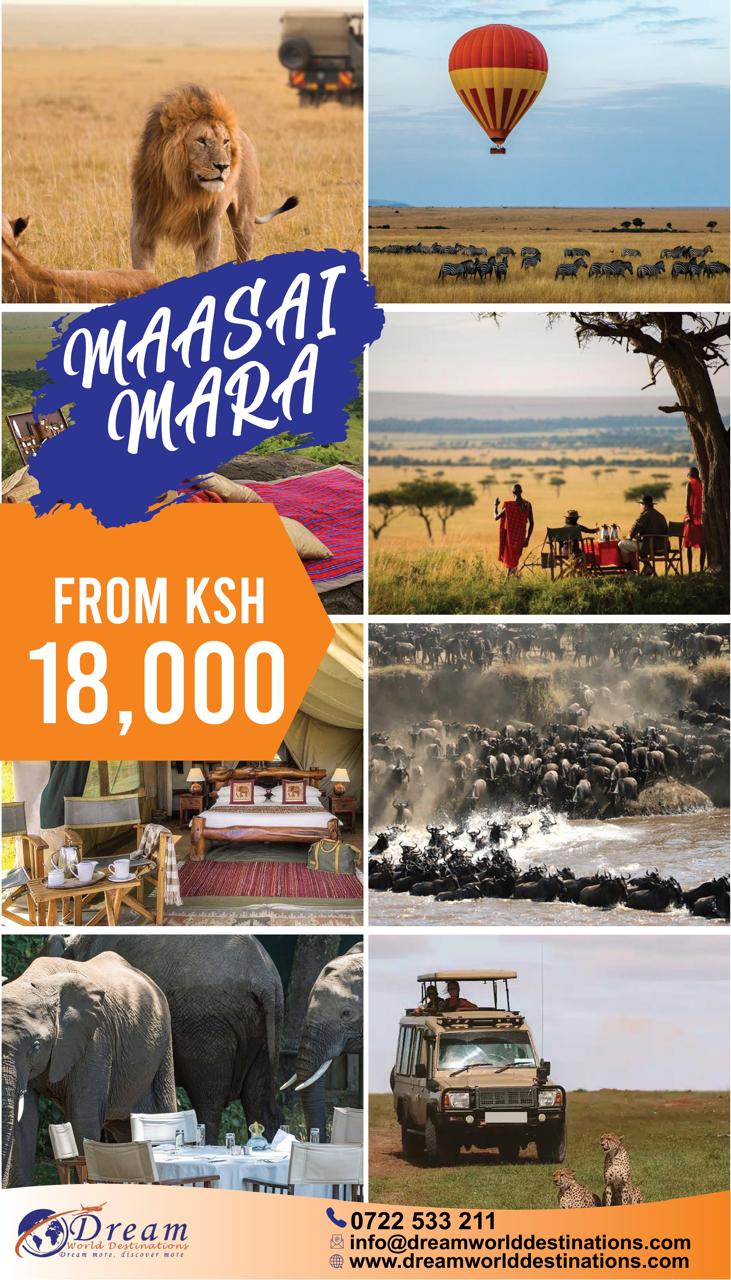 MAASAI
MARA
FROM KSH
18,000
Dream
World Destinations
Dream more, discover more
0722 533 211
info@dreamworlddestinations.com
www.dreamworlddestinations.com